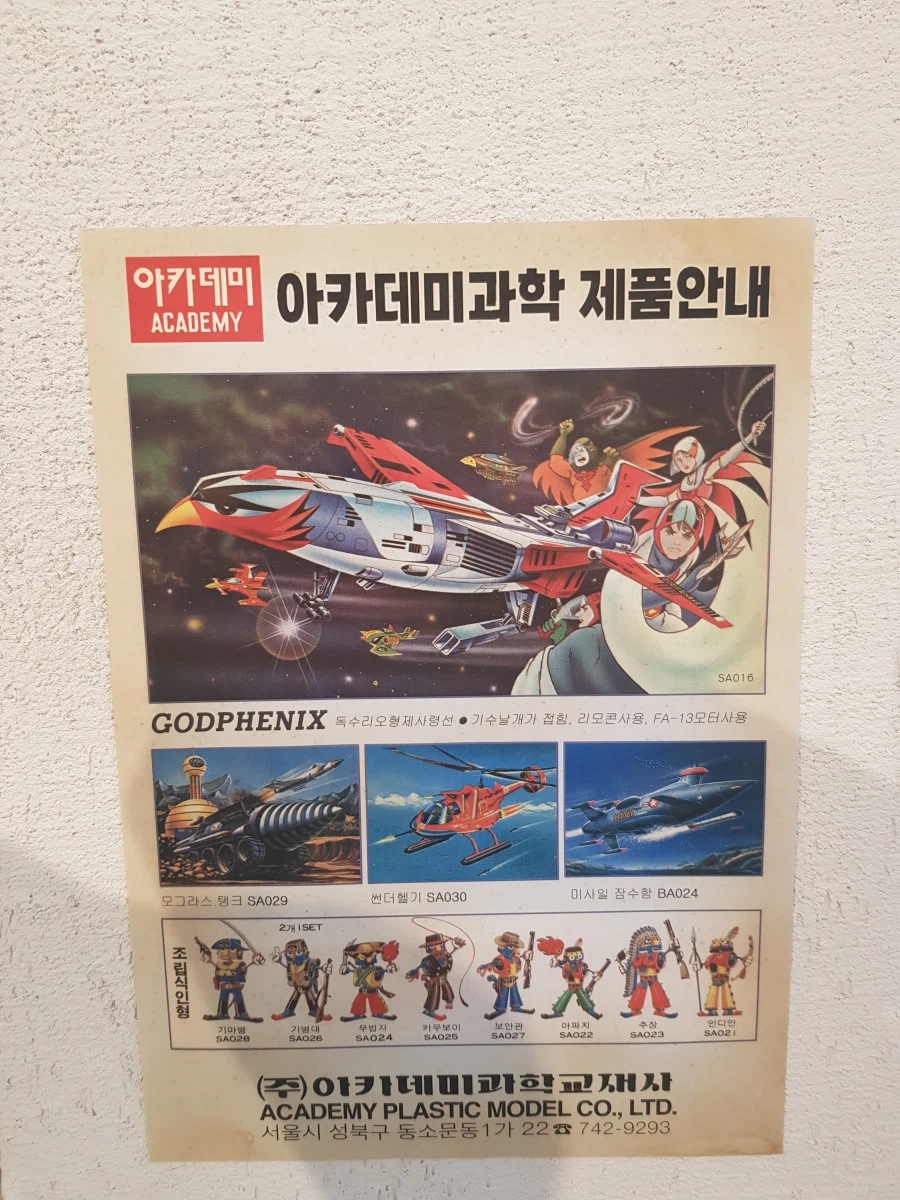 아카데미
ACADEMY
아카데미과학 제품안내
SA016
GODPHENIX 독수리오형제사령선 ● 기수날개가 접힘, 리모콘사용, FA-13모터사용
모그라스 탱크 SA029
썬더헬기 SA030
미사일 잠수함 BA024
조립식인형
2개 1SET
기마병
SA028
기병대
SA026
무법자
SA024
카우보이
SA025
보안관
SA027
아파치
SA022
추장
SA023
인디안
SA021
(주)아카데미과학교재사
ACADEMY PLASTIC MODEL CO., LTD.
서울시 성북구 동소문동1가 22☎ 742-9293